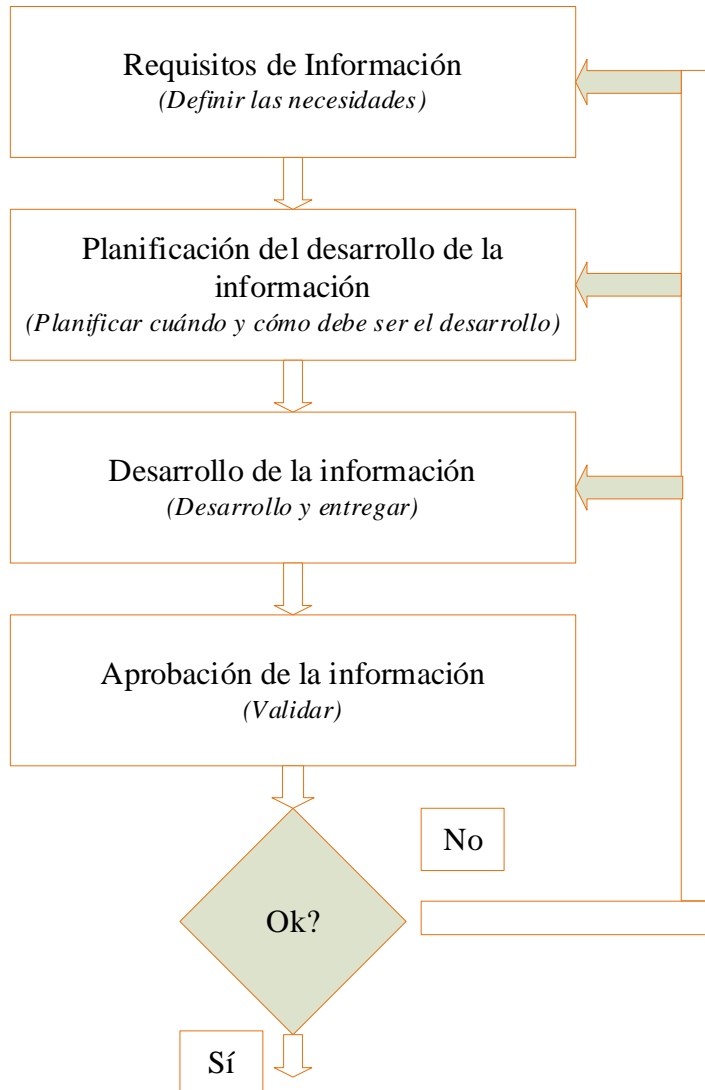 Requisitos de Información
(Definir las necesidades)
Planificación del desarrollo de la
información
(Planificar cuándo y cómo debe ser el desarrollo)
Desarrollo de la información
(Desarrollo y entregar)
Aprobación de la información
(Validar)
No
Ok?
Sí